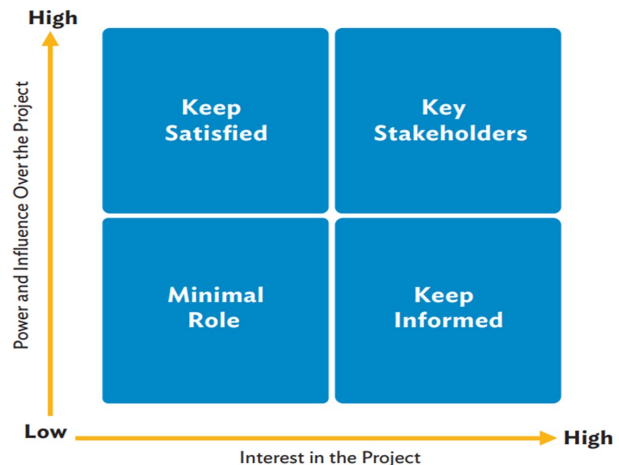 High
Power and Influence Over the Project
Keep
Satisfied
Key
Stakeholders
Minimal
Role
Keep
Informed
Low
High
Interest in the Project